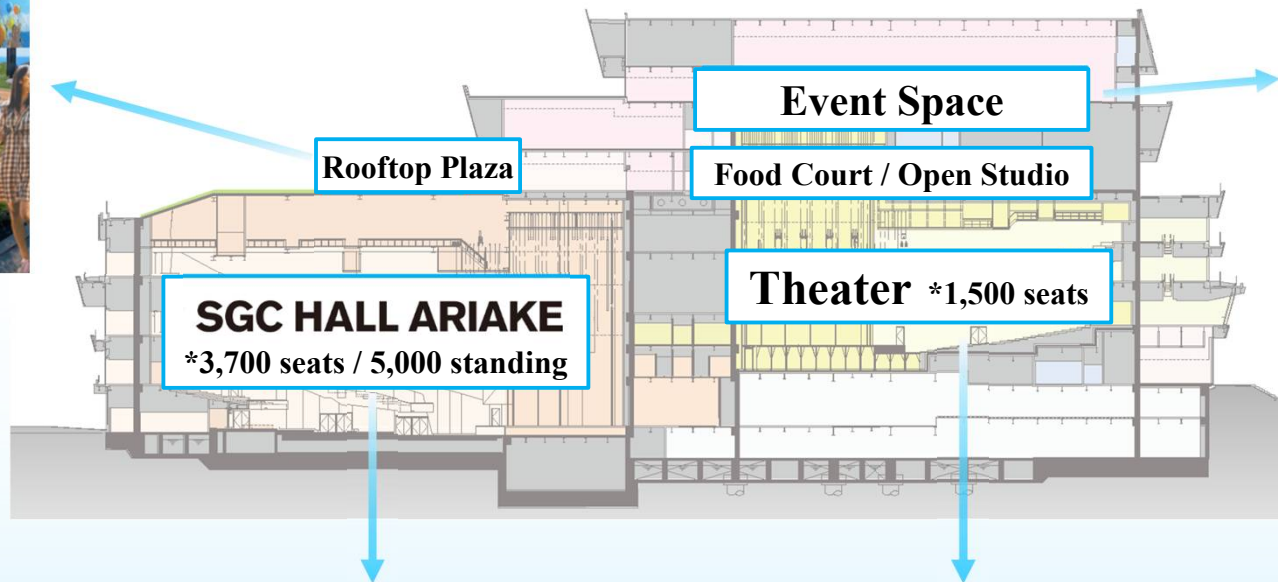 Event Space
Rooftop Plaza
Food Court / Open Studio
SGC HALL ARIAKE
*3,700 seats / 5,000 standing
Theater *1,500 seats